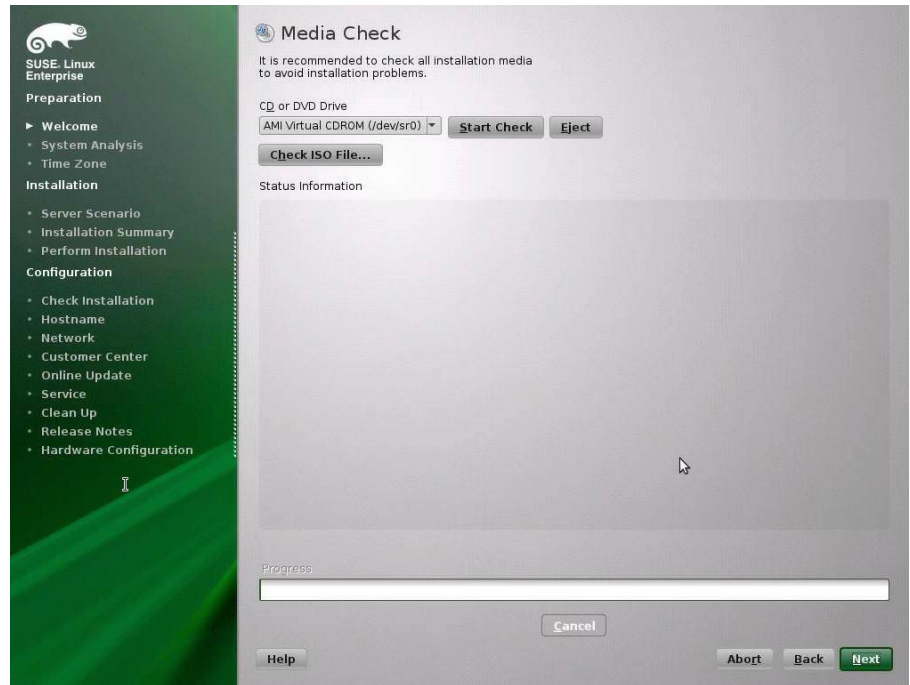 SUSE. Linux
Enterprise
Preparation
Welcome
System Analysis
Time Zone
Installation
Server Scenario
Installation Summary
Perform Installation
Configuration
Check Installation
Hostname
Network
Customer Center
Online Update
Service
Clean Up
Release Notes
Hardware Configuration
Media Check
It is recommended to check all installation media
to avoid installation problems.
CD or DVD Drive
AMI Virtual CDROM (/dev/sr0) Start Check Eject
Check ISO File...
Status Information
Progress
Cancel
Help Abort Back Next